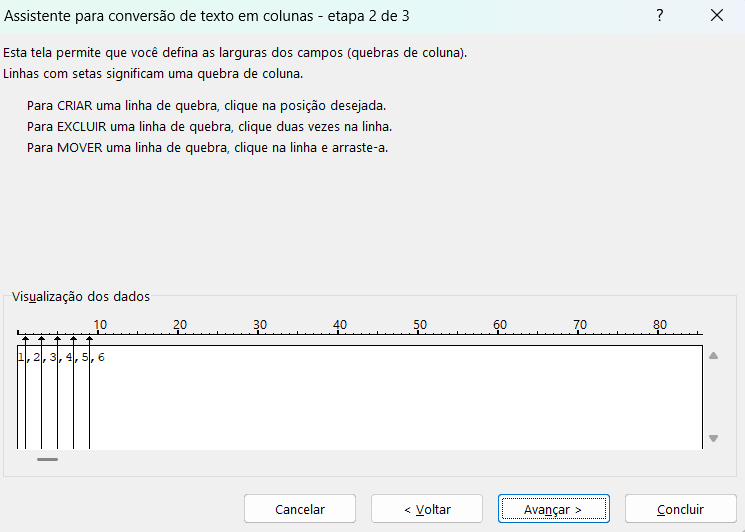 Assistente para conversão de texto em colunas - etapa 2 de 3 ?
Esta tela permite que você defina as larguras dos campos (quebras de coluna).
Linhas com setas significam uma quebra de coluna.
Para CRIAR uma linha de quebra, clique na posição desejada.
Para EXCLUIR uma linha de quebra, clique duas vezes na linha.
Para MOVER uma linha de quebra, clique na linha e arraste-a.
Visualização dos dados
10 20 30 40 50 60 70 80
1,2,3,4,5,6
Cancelar < Voltar Avançar > Concluir